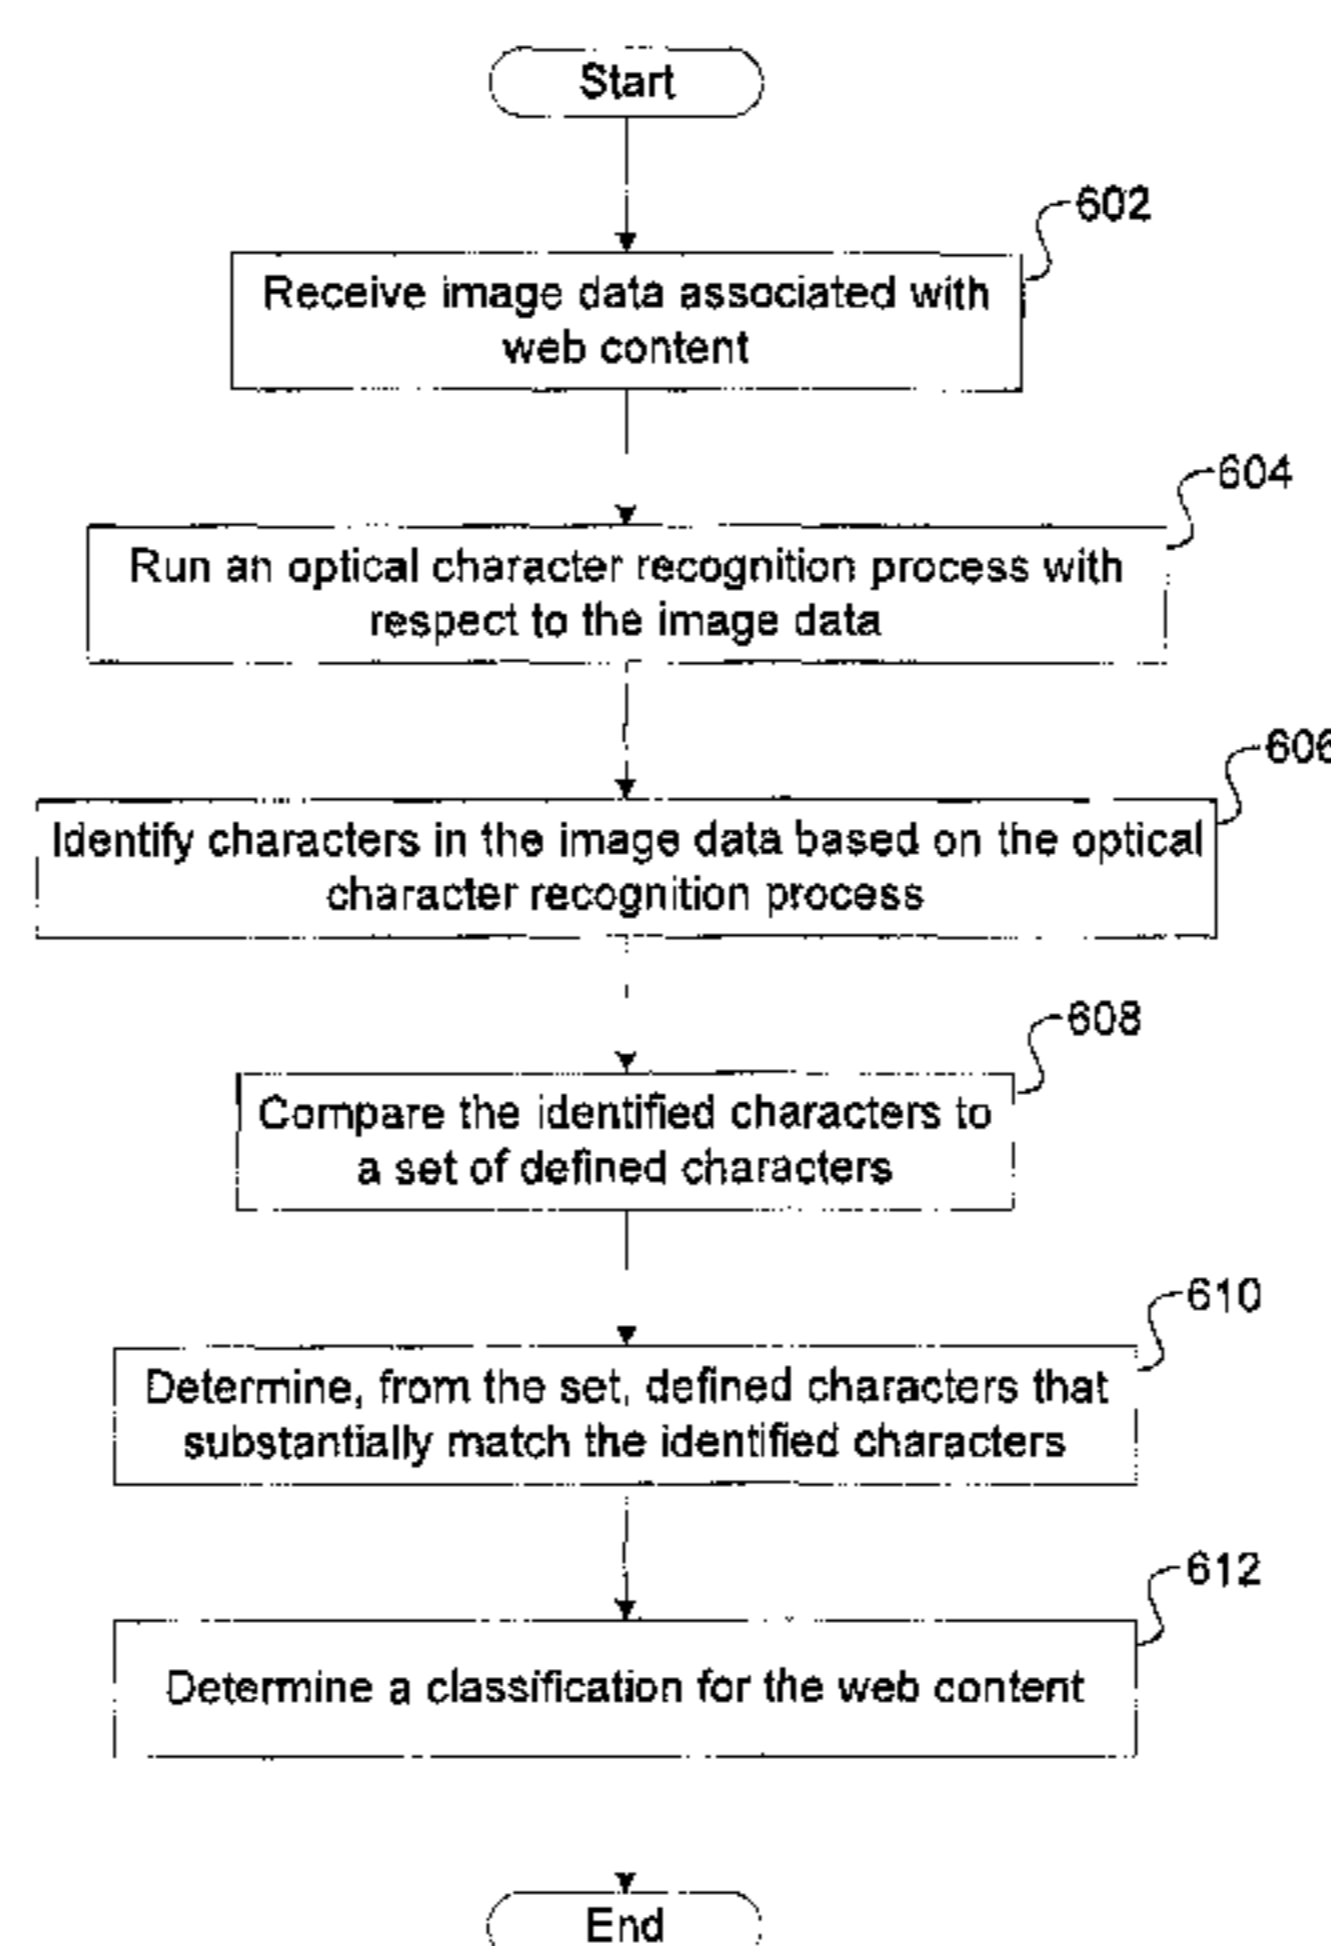 Start
602
Receive image data associated with
web content
604
Run an optical character recognition process with
respect to the image data
606
Identify characters in the image data based on the optical
character recognition process
608
Compare the identified characters to
a set of defined characters
610
Determine, from the set, defined characters that
substantially match the identified characters
612
Determine a classification for the web content
End